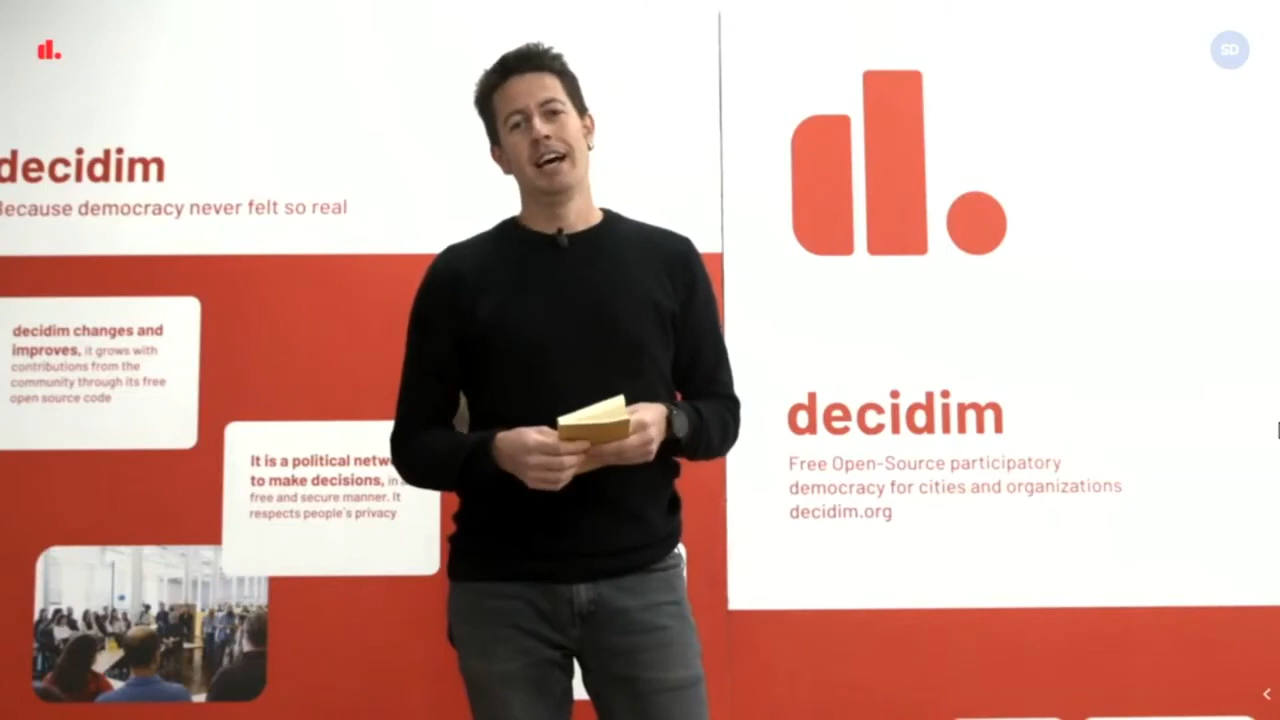 SD
decidim
Because democracy never felt so real
decidim changes and
improves, it grows with
contributions from the
community through its free
open source code
It is a political netw
to make decisions, in
free and secure manner. It
respects people's privacy
d.
decidim
Free Open-Source participatory
democracy for cities and organizations
decidim.org